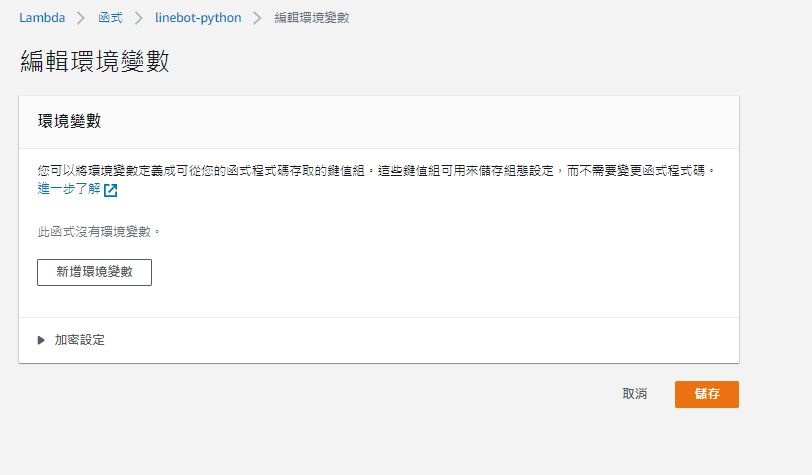 Lambda > 函式 > linebot-python > 編輯環境變數
編輯環境變數
環境變數
您可以將環境變數定義成可從您的函式程式碼存取的鍵值組。這些鍵值組可用來儲存組態設定，而不需要變更函式程式碼。
進一步了解
此函式沒有環境變數。
新增環境變數
加密設定
取消 儲存